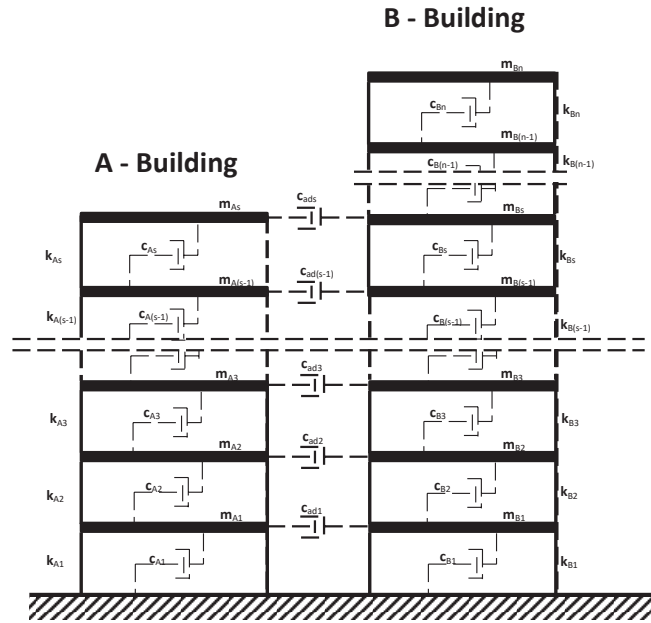 B - Building
m_Bn
c_Bn
k_Bn
m_B(n-1)
A - Building
c_B(n-1)
k_B(n-1)
c_ads
m_As
m_Bs
k_As
c_As
c_Bs
k_Bs
c_ad(s-1)
m_A(s-1)
m_B(s-1)
k_A(s-1)
c_A(s-1)
c_B(s-1)
k_B(s-1)
c_ad3
m_A3
m_B3
k_A3
c_A3
c_B3
k_B3
c_ad2
m_A2
m_B2
k_A2
c_A2
c_B2
k_B2
c_ad1
m_A1
m_B1
k_A1
c_A1
c_B1
k_B1